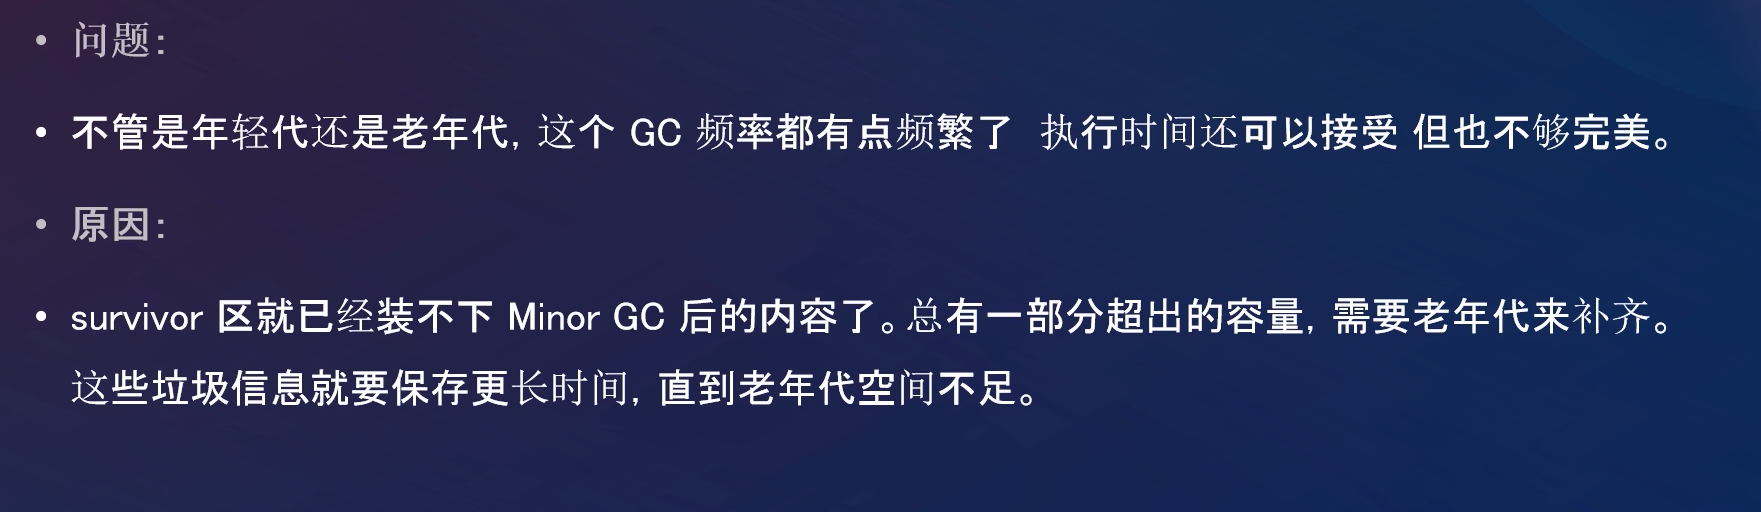 • 问题：
• 不管是年轻代还是老年代，这个 GC 频率都有点频繁了 执行时间还可以接受 但也不够完美。
• 原因：
• survivor 区就已经装不下 Minor GC 后的内容了。总有一部分超出的容量，需要老年代来补齐。
这些垃圾信息就要保存更长时间，直到老年代空间不足。